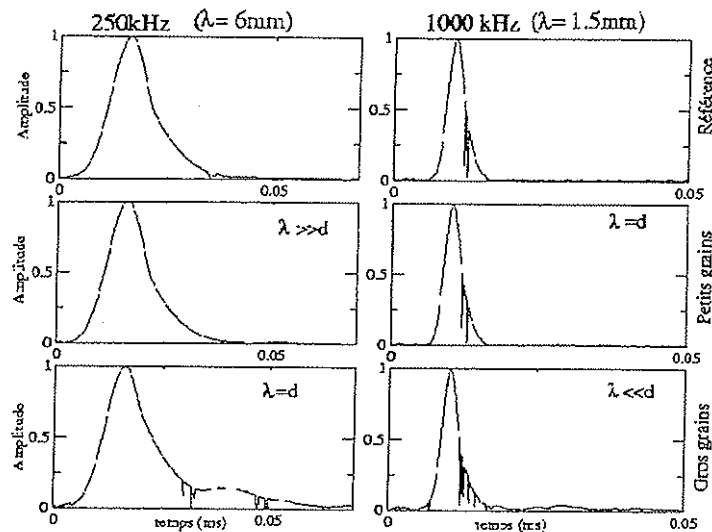 250kHz (λ= 6mm)
1000 kHz (λ= 1.5mm)
Amplitude
1
0.5
0
0
0.05
1
0.5
0
0.05
Référence
Amplitude
1
0.5
0
0
0.05
λ >>d
1
0.5
0
0
0.05
λ =d
Petits grains
Amplitude
1
0.5
0
0
0.05
λ=d
temps (ms)
1
0.5
0
0
0.05
λ <<d
temps (ms)
Gros grains